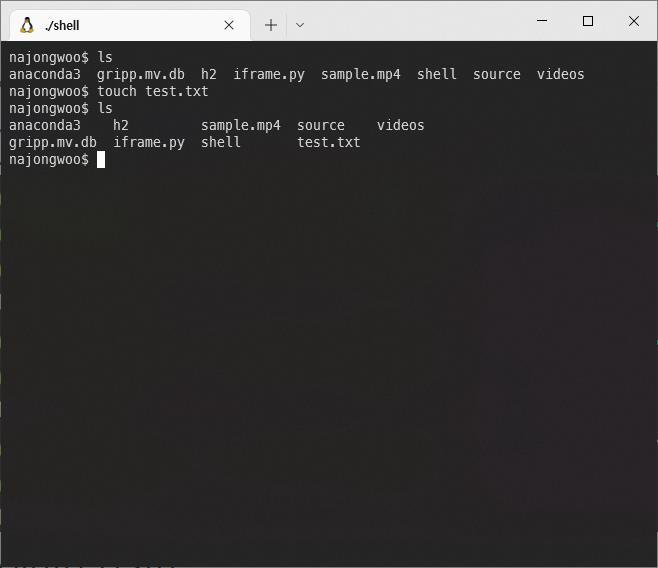 ./shell
najongwoo$ ls
anaconda3  gripp.mv.db  h2  iframe.py  sample.mp4  shell  source  videos
najongwoo$ touch test.txt
najongwoo$ ls
anaconda3    h2         sample.mp4  source    videos
gripp.mv.db  iframe.py  shell       test.txt
najongwoo$